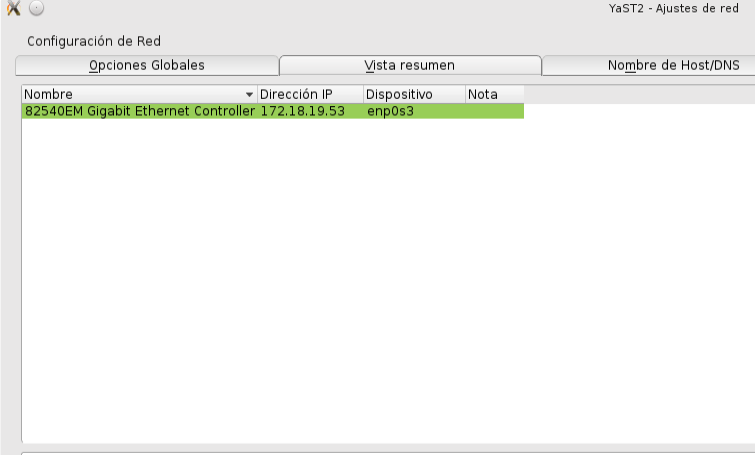 YaST2 - Ajustes de red
Configuración de Red
Opciones Globales Vista resumen Nombre de Host/DNS
Nombre Dirección IP Dispositivo Nota
82540EM Gigabit Ethernet Controller 172.18.19.53 enp0s3